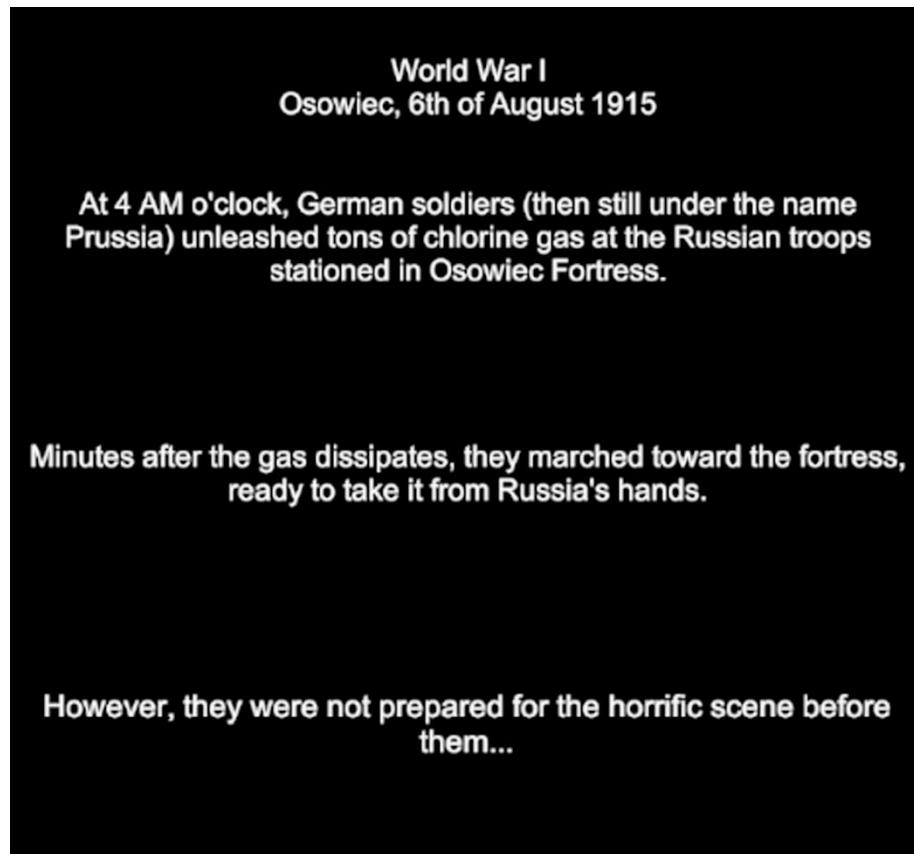 World War I
Osowiec, 6th of August 1915
At 4 AM o'clock, German soldiers (then still under the name
Prussia) unleashed tons of chlorine gas at the Russian troops
stationed in Osowiec Fortress.
Minutes after the gas dissipates, they marched toward the fortress,
ready to take it from Russia's hands.
However, they were not prepared for the horrific scene before
them...